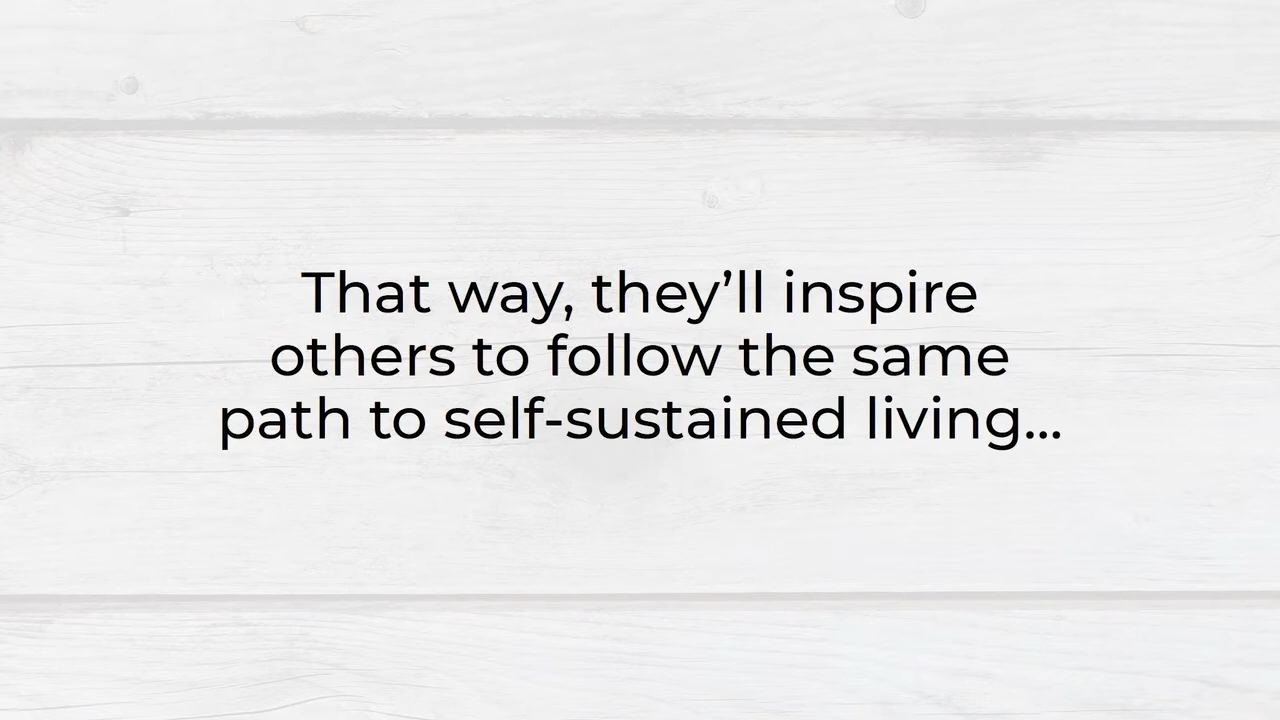 That way, they’ll inspire
others to follow the same
path to self-sustained living...